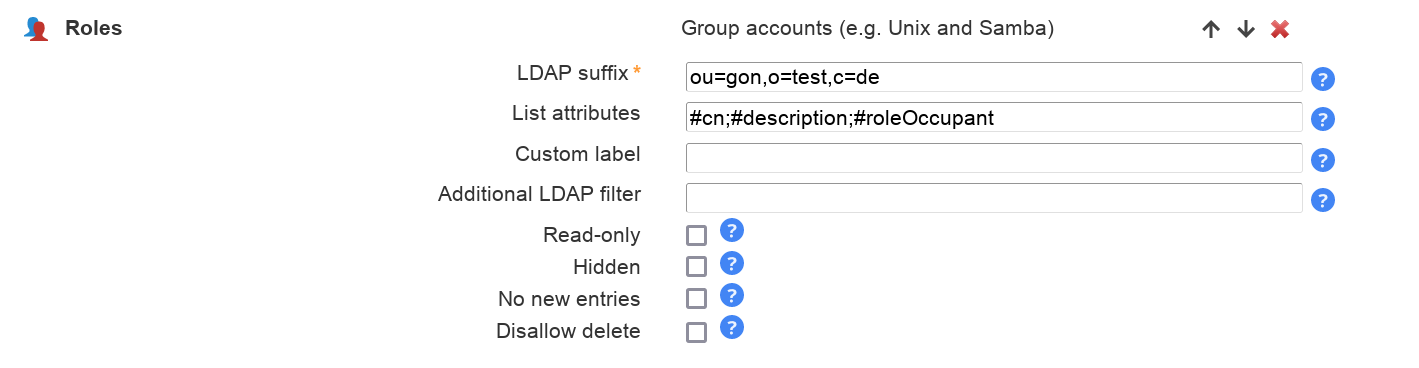 Roles Group accounts (e.g. Unix and Samba)
LDAP suffix* ou=gon,o=test,c=de ?
List attributes #cn;#description;#roleOccupant ?
Custom label ?
Additional LDAP filter ?
Read-only ?
Hidden ?
No new entries ?
Disallow delete ?